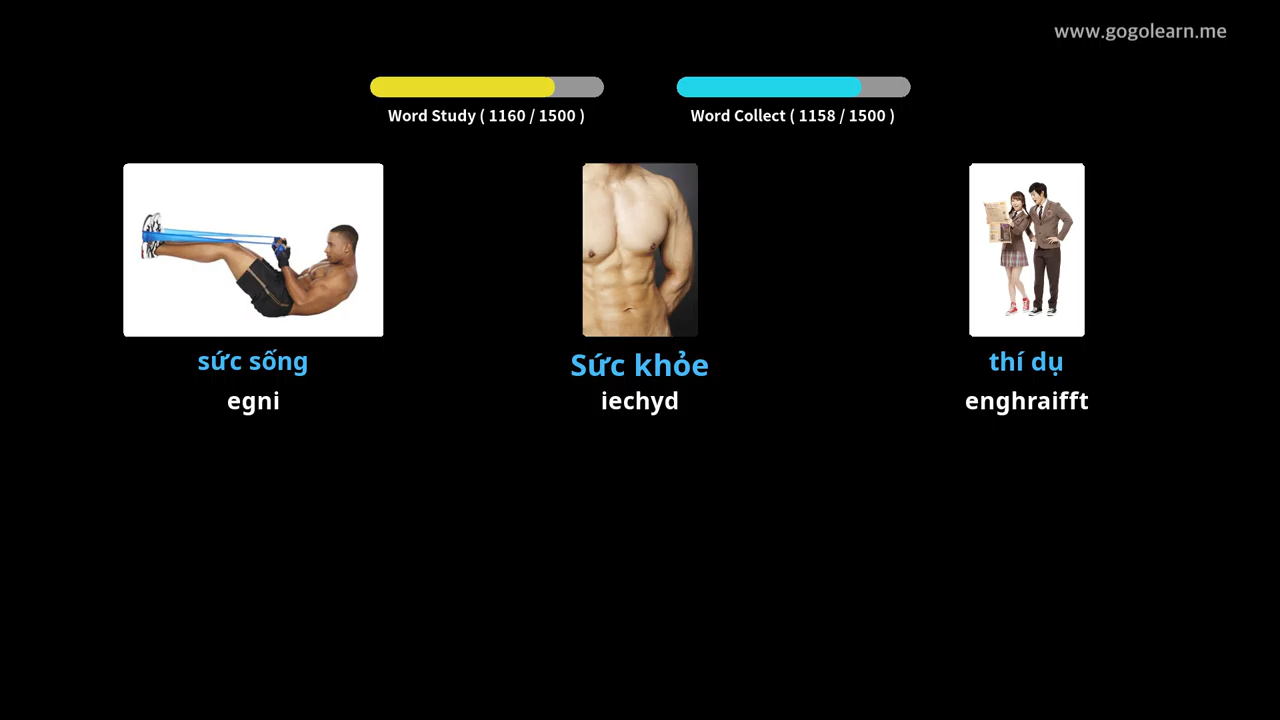 www.gogolearn.me
Word Study ( 1160 / 1500 )
Word Collect ( 1158 / 1500 )
sức sống
Sức khỏe
thí dụ
egni
iechyd
enghraifft